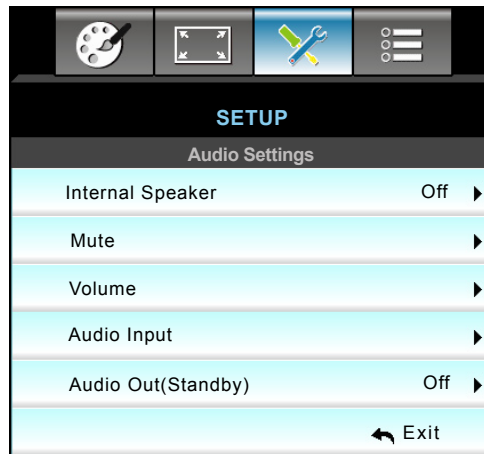 SETUP
Audio Settings
Internal Speaker Off
Mute
Volume
Audio Input
Audio Out(Standby) Off
Exit